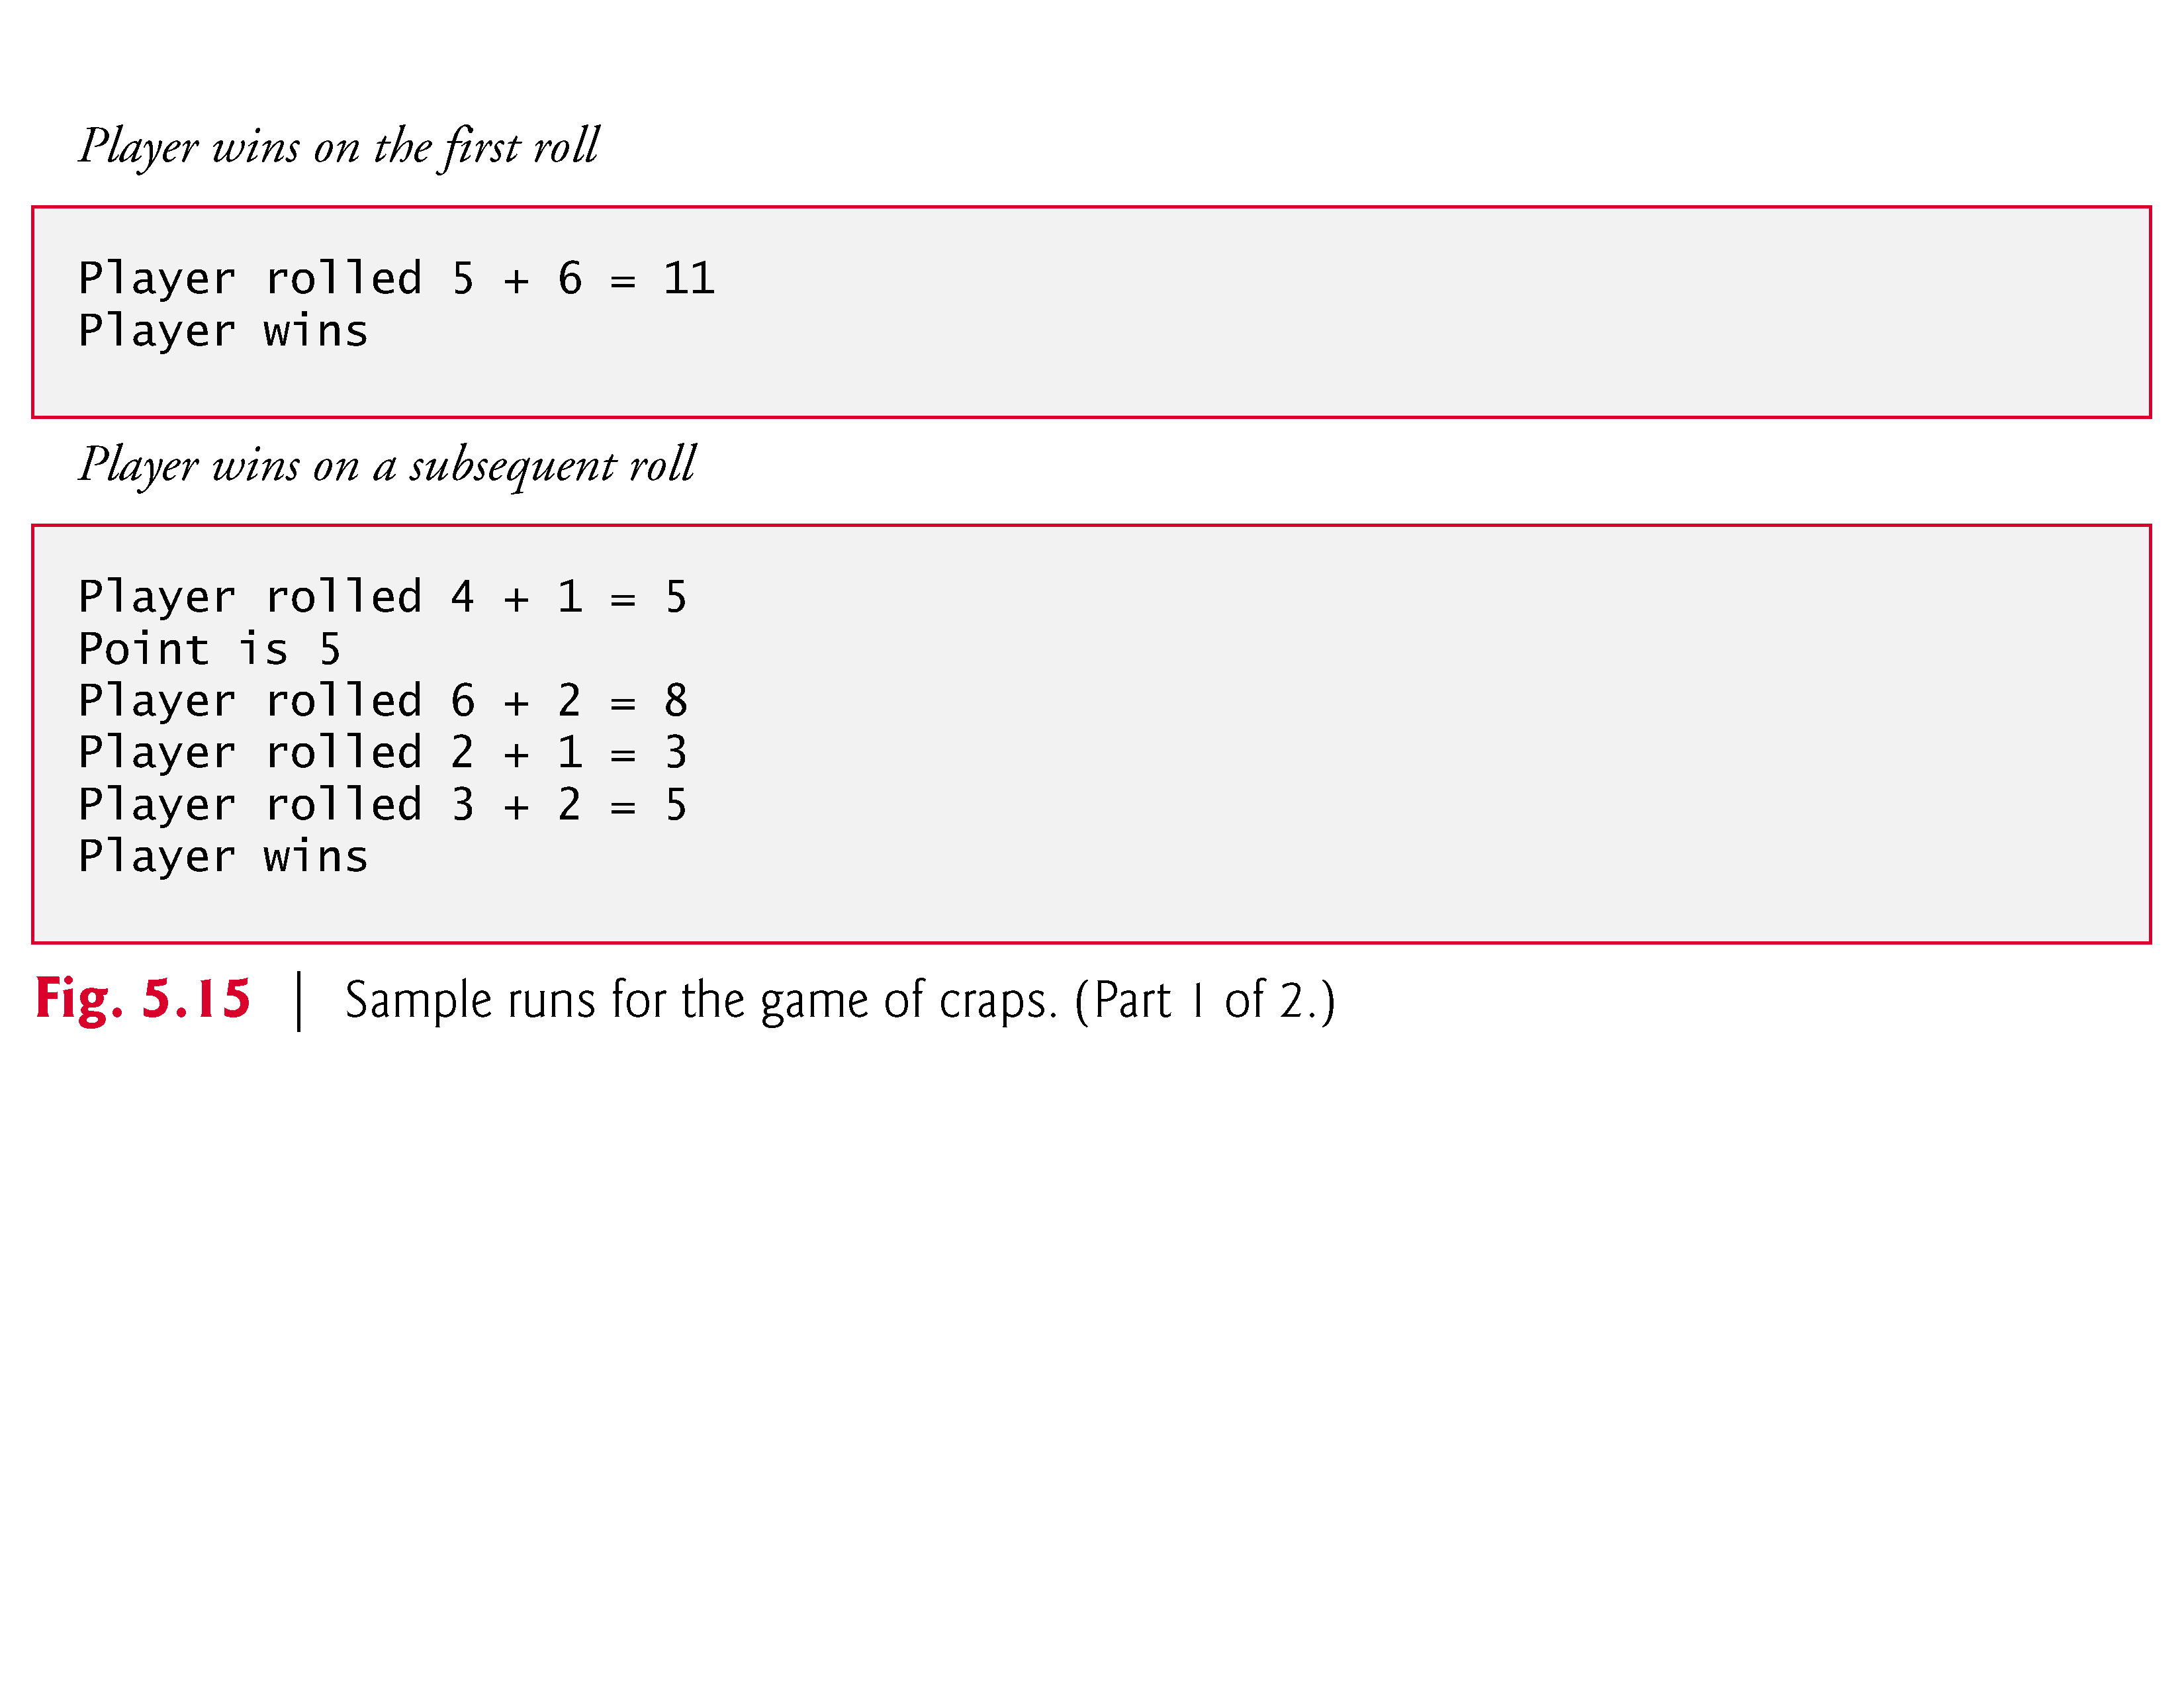 Player wins on the first roll
Player rolled 5 + 6 = 11
Player wins
Player wins on a subsequent roll
Player rolled 4 + 1 = 5
Point is 5
Player rolled 6 + 2 = 8
Player rolled 2 + 1 = 3
Player rolled 3 + 2 = 5
Player wins
Fig. 5.15 | Sample runs for the game of craps. (Part 1 of 2.)